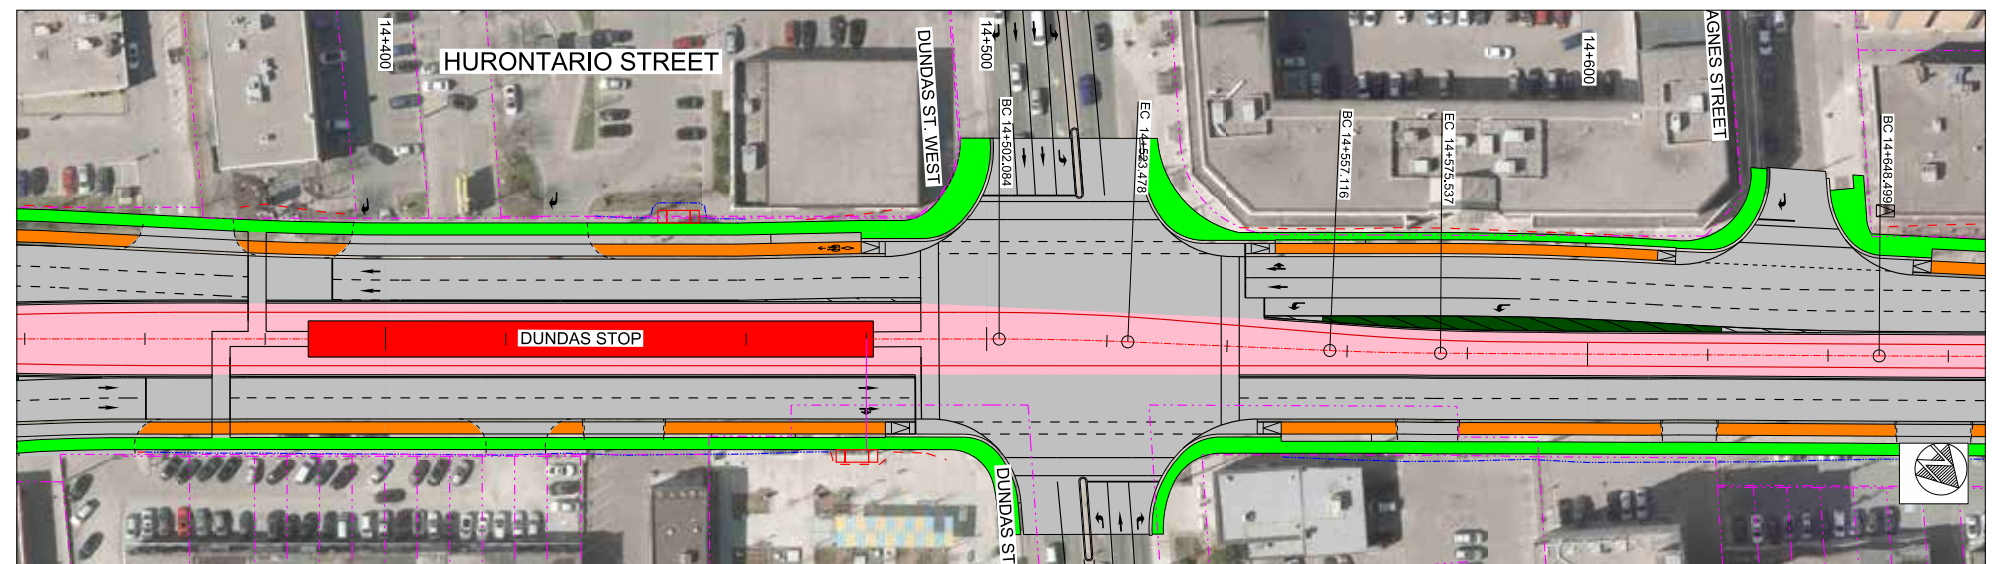 HURONTARIO STREET
14+400
DUNDAS ST. WEST
14+500
BC 14+502.084
EC 14+523.478
14+600
BC 14+557.116
EC 14+575.537
AGNES STREET
BC 14+648.499
DUNDAS STOP
DUNDAS ST